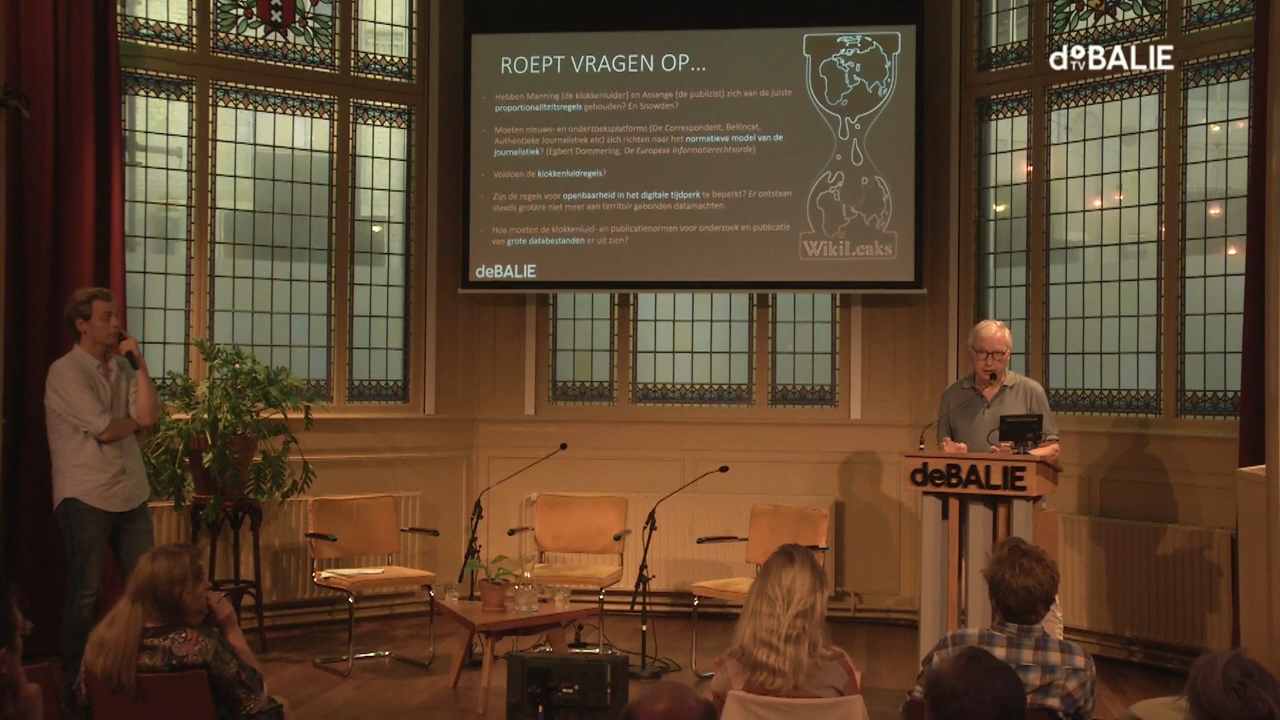 doBALIE
TV
ROEPT VRAGEN OP...
- Hebben Manning (de klokkenluider) en Assange (de publicist) zich aan de juiste
proportionaliteitsregels gehouden? En Snowden?
- Moeten nieuws- en onderzoeksplatforms (De Correspondent, Bellincat,
Authentieke Journalistiek etc) zich richten naar het normatieve model van de
journalistiek? (Egbert Dommering, De Europese Informatierechtsorde)
- Voldoen de klokkenluidregels?
- Zijn de regels voor openbaarheid in het digitale tijdperk te beperkt? Er ontstaan
steeds grotere niet meer aan territoir gebonden datamachten.
- Hoe moeten de klokkenluid- en publicatienormen voor onderzoek en publicatie
van grote databestanden er uit zien?
WikiLeaks
deBALIE
deBALIE